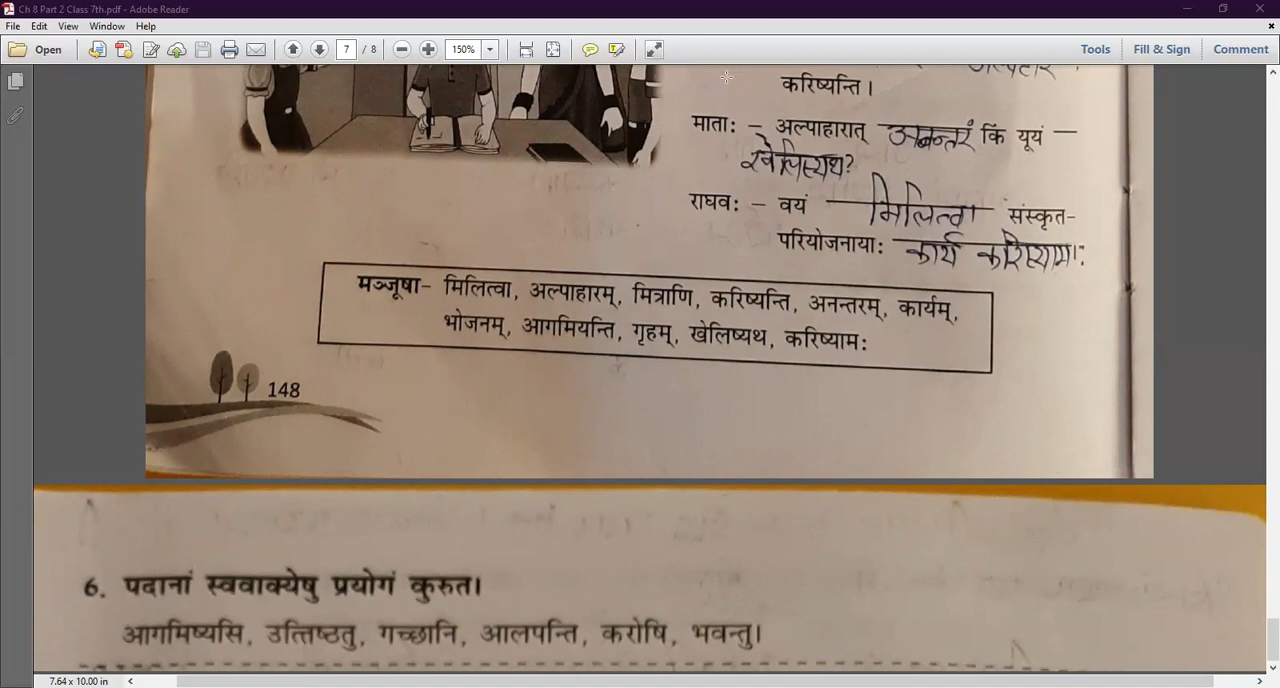 Ch 8 Part 2 Class 7th.pdf - Adobe Reader
File Edit View Window Help
Open 7 / 8 150% Tools Fill & Sign Comment
करिष्यन्ति।
माता: – अल्पाहारात् अनन्तरं किं यूयं —
खेलिस्यथ?
राघव: – वयं मिलित्वा संस्कृत-
परियोजनाया: कार्य करिस्यामः
मञ्जूषा- मिलित्वा, अल्पाहारम्, मित्राणि, करिष्यन्ति, अनन्तरम्, कार्यम्,
भोजनम्, आगमियन्ति, गृहम्, खेलिष्यथ, करिष्याम:
148
6. पदानां स्ववाक्येषु प्रयोगं कुरुत।
आगमिष्यसि, उत्तिष्ठतु, गच्छानि, आलपन्ति, करोषि, भवन्तु।
7.64 x 10.00 in